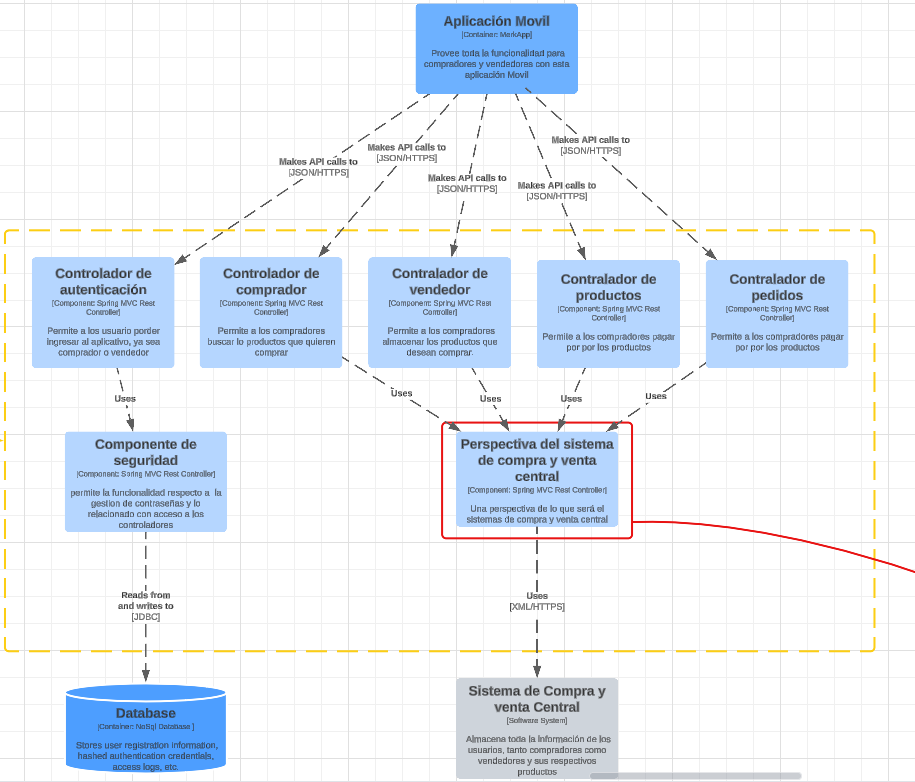 Aplicación Movil
[Container: MerkApp]
Provee toda la funcionalidad para
compradores y vendedores con esta
aplicación Movil
Makes API calls to
[JSON/HTTPS]
Makes API calls to
[JSON/HTTPS]
Makes API calls to
[JSON/HTTPS]
Makes API calls to
[JSON/HTTPS]
Makes API calls to
[JSON/HTTPS]
Controlador de
autenticación
[Component: Spring MVC Rest
Controller]
Permite a los usuario porder
ingresar al aplicativo, ya sea
comprador o vendedor
Controlador de
comprador
[Component: Spring MVC Rest
Controller]
Permite a los compradores
buscar lo productos que quieren
comprar
Controlador de
vendedor
[Component: Spring MVC Rest
Controller]
Permite a los compradores
almacenar los productos que
desean comprar
Contralador de
productos
[Component: Spring MVC Rest
Controller]
Permite a los compradores pagar
por por los productos
Contralador de
pedidos
[Component: Spring MVC Rest
Controller]
Permite a los compradores pagar
por por los productos
Uses
Uses
Uses
Uses
Uses
Componente de
seguridad
[Component: Spring MVC Rest Controller]
permite la funcionalidad respecto a la
gestion de contraseñas y lo
relacionado con acceso a los
controladores
Perspectiva del sistema
de compra y venta
central
[Component: Spring MVC Rest Controller]
Una perspectiva de lo que será el
sistemas de compra y venta central
Reads from
and writes to
[JDBC]
Uses
[XML/HTTPS]
Database
[Container: NoSql Database ]
Stores user registration information,
hashed authentication credentials,
access logs, etc.
Sistema de Compra y
venta Central
[Software System]
Almacena toda la información de los
usuarios, tanto compradores como
vendedores y sus respectivos
productos